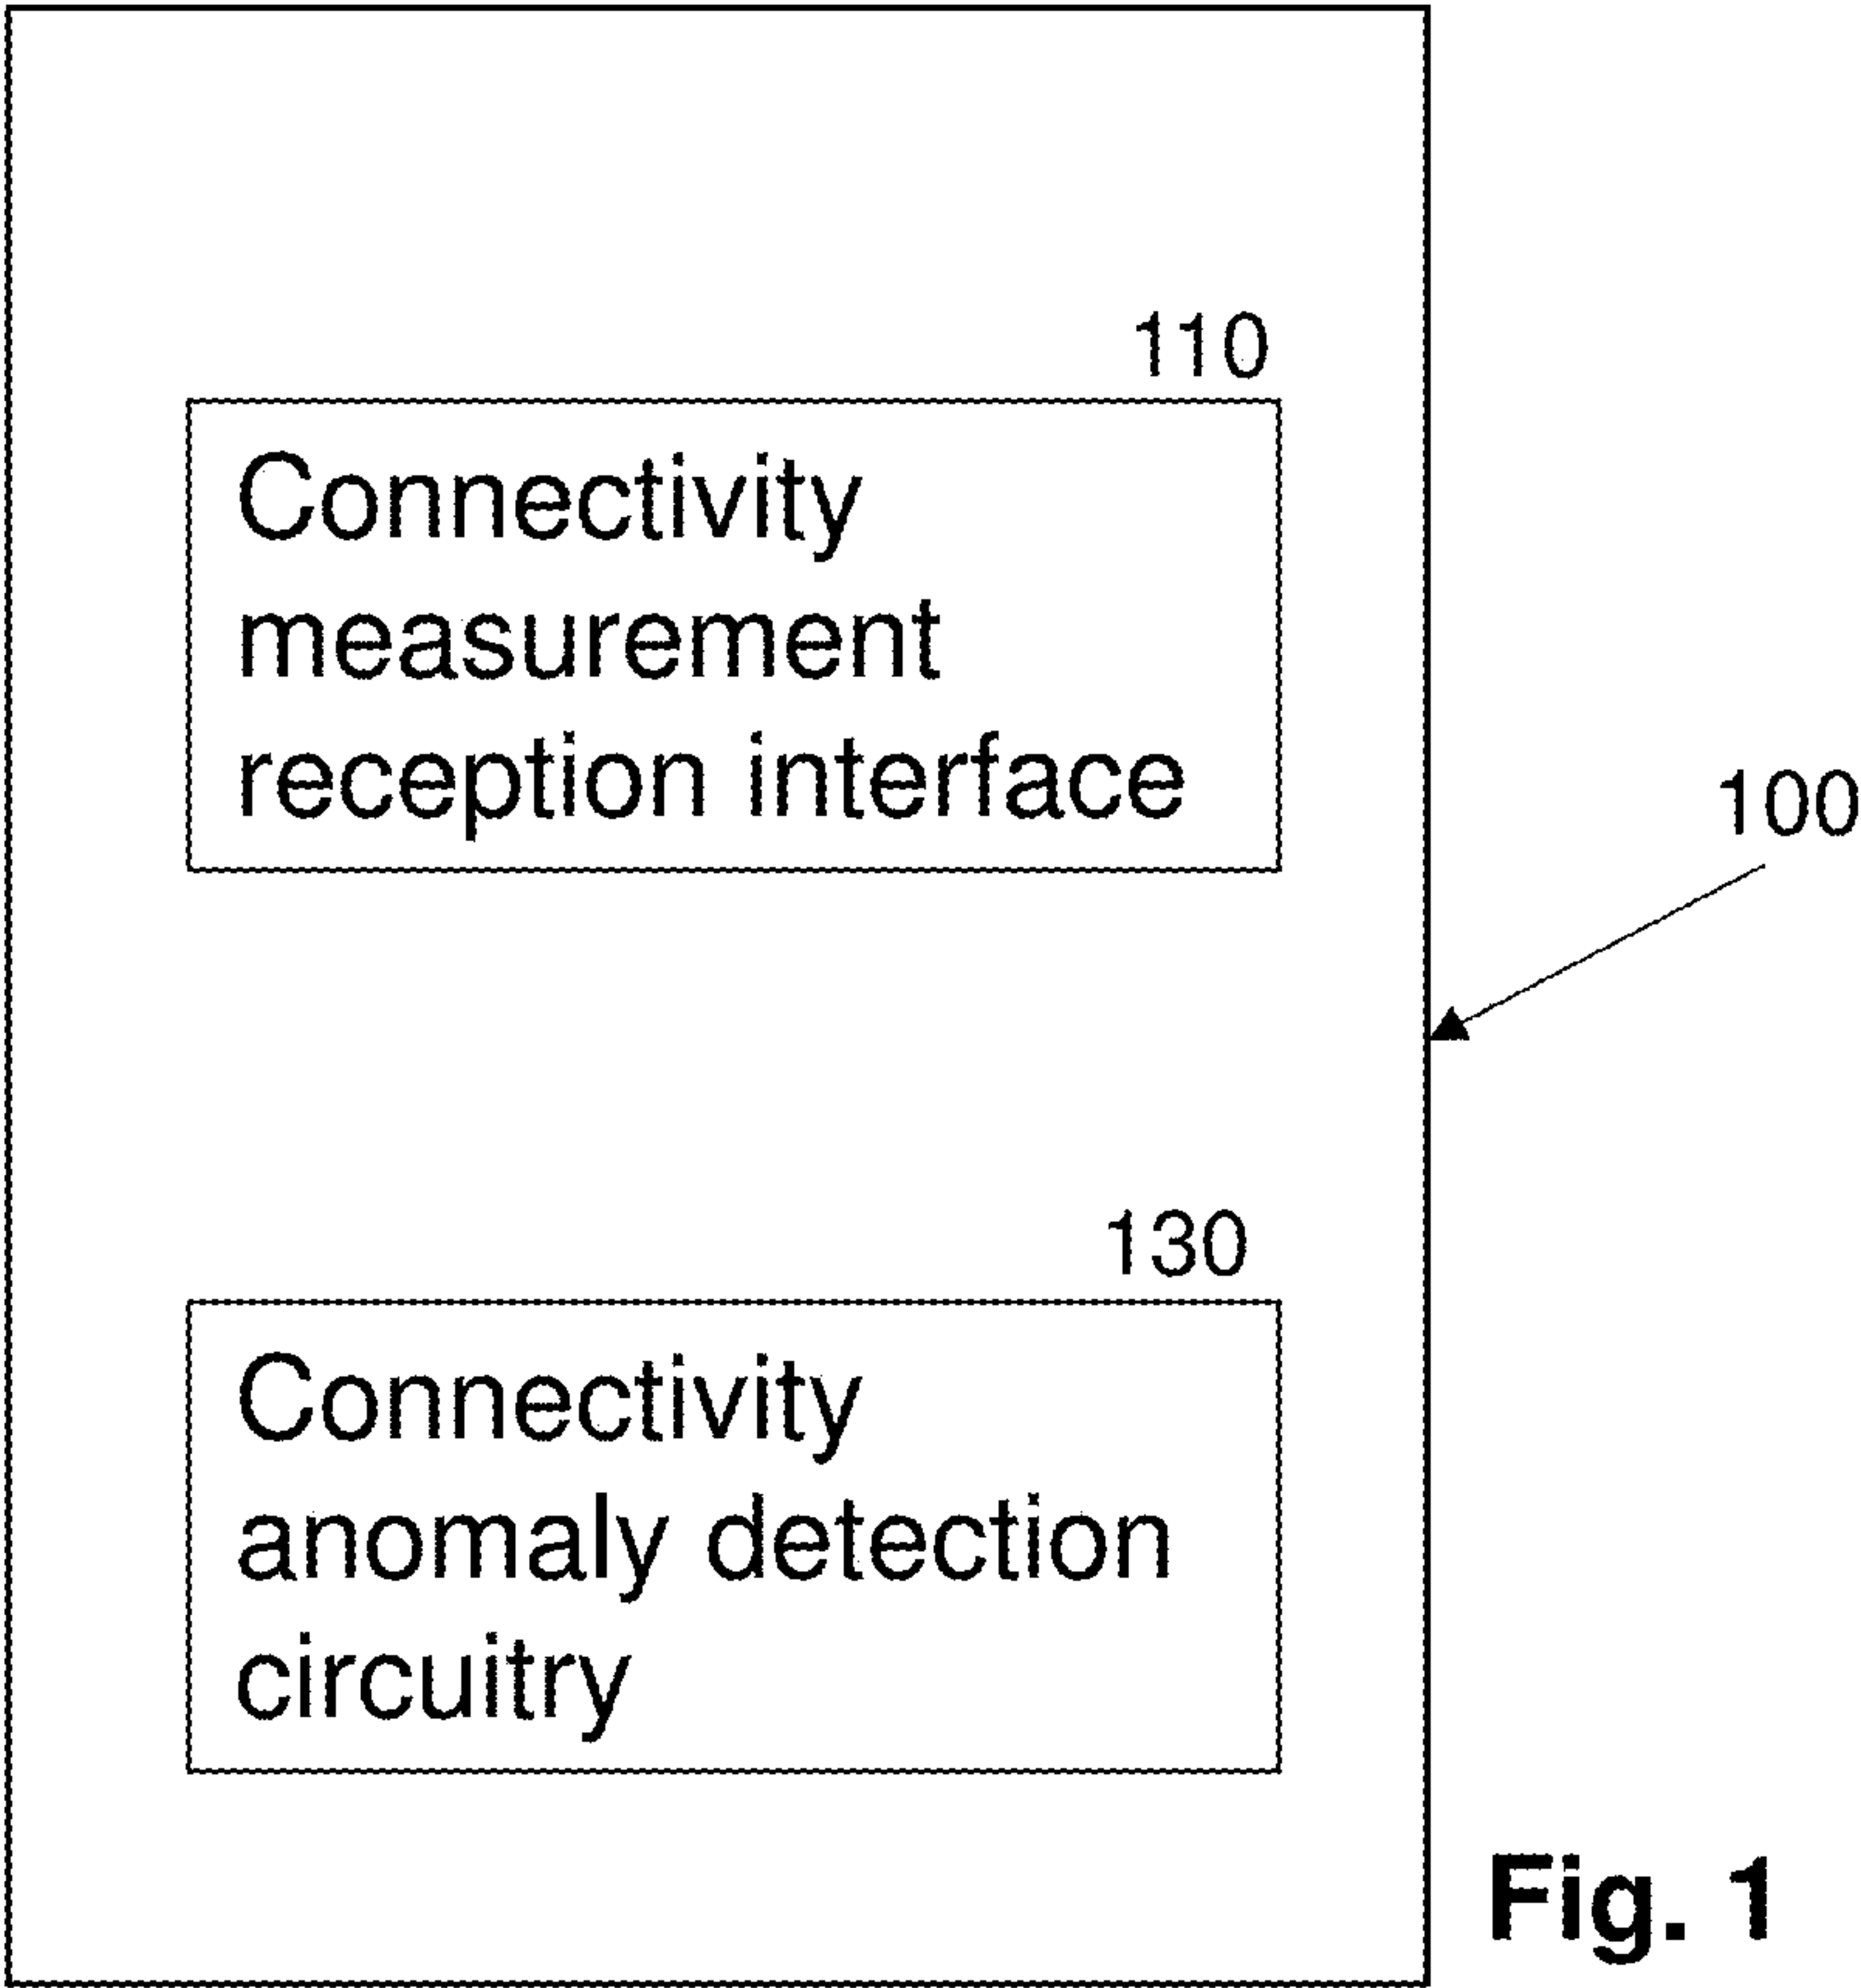 110
Connectivity
measurement
reception interface
100
130
Connectivity
anomaly detection
circuitry
Fig. 1